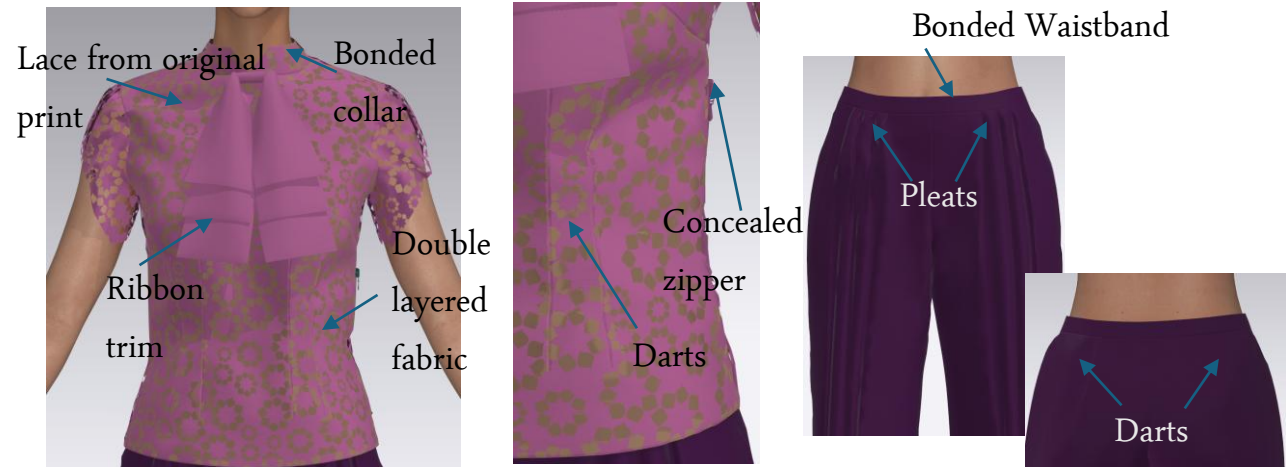 Lace from original
print
Bonded
collar
Ribbon
trim
Double
layered
fabric
Concealed
zipper
Darts
Bonded Waistband
Pleats
Darts